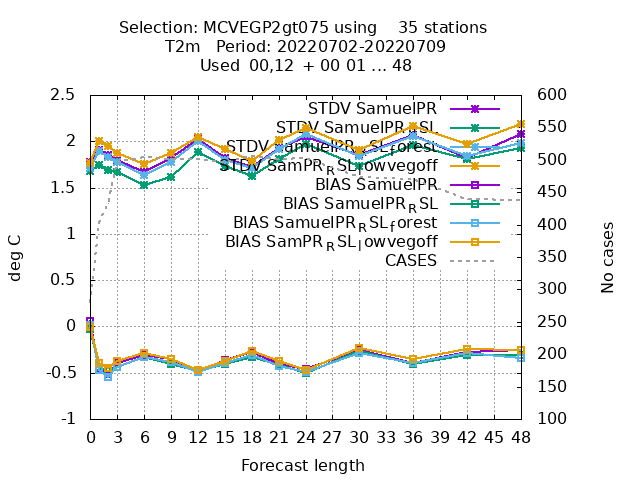 Selection: MCVEGP2gt075 using 35 stations
T2m Period: 20220702-20220709
Used 00,12 + 00 01 ... 48
STDV SamuelPR
STDV SamuelPR_RSL
STDV SamuelPR_RSL_forest
STDV SamPR_RSL_lowvegoff
BIAS SamuelPR
BIAS SamuelPR_RSL
BIAS SamuelPR_RSL_forest
BIAS SamPR_RSL_lowvegoff
CASES
2.5
2
1.5
1
0.5
0
-0.5
-1
deg C
600
550
500
450
400
350
300
250
200
150
100
No cases
0 3 6 9 12 15 18 21 24 27 30 33 36 39 42 45 48
Forecast length